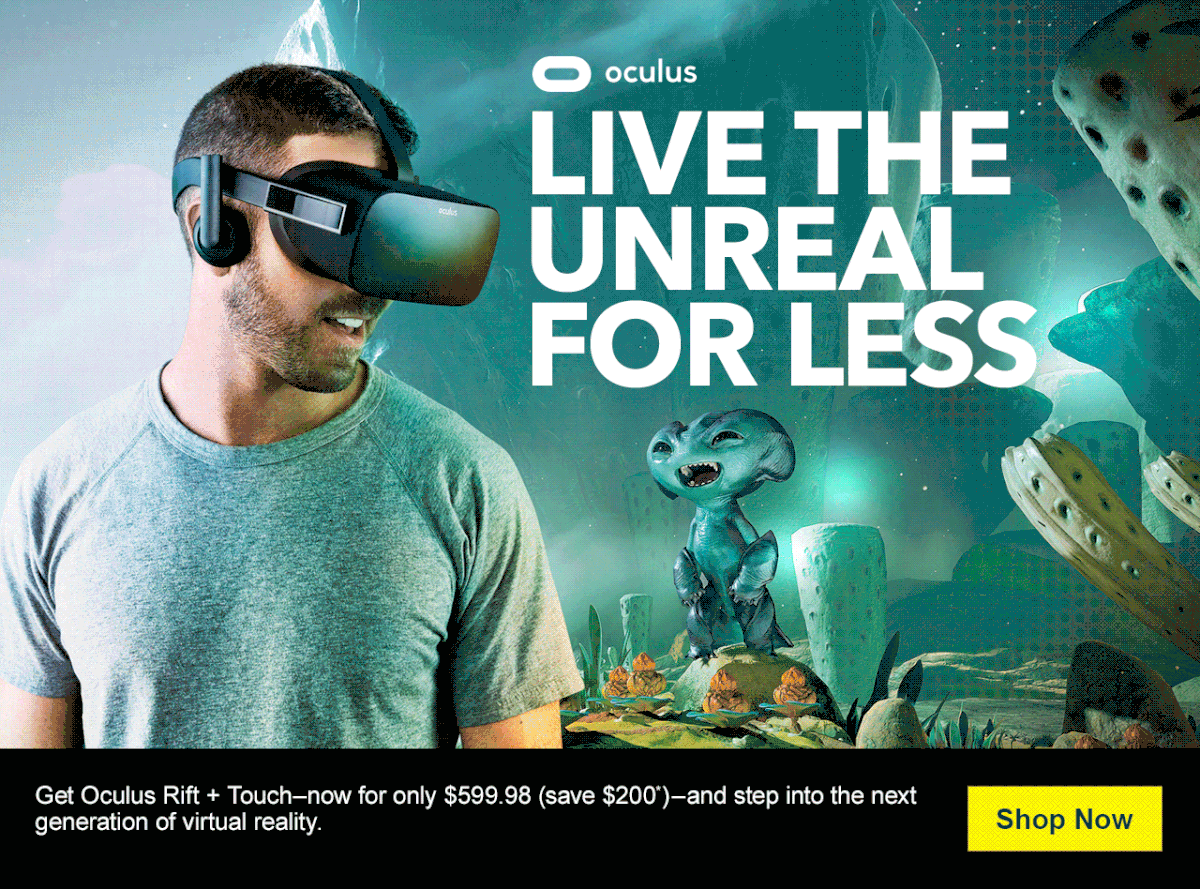 oculus
LIVE THE
UNREAL
FOR LESS
oculus
Get Oculus Rift + Touch–now for only $599.98 (save $200*)–and step into the next
generation of virtual reality.
Shop Now